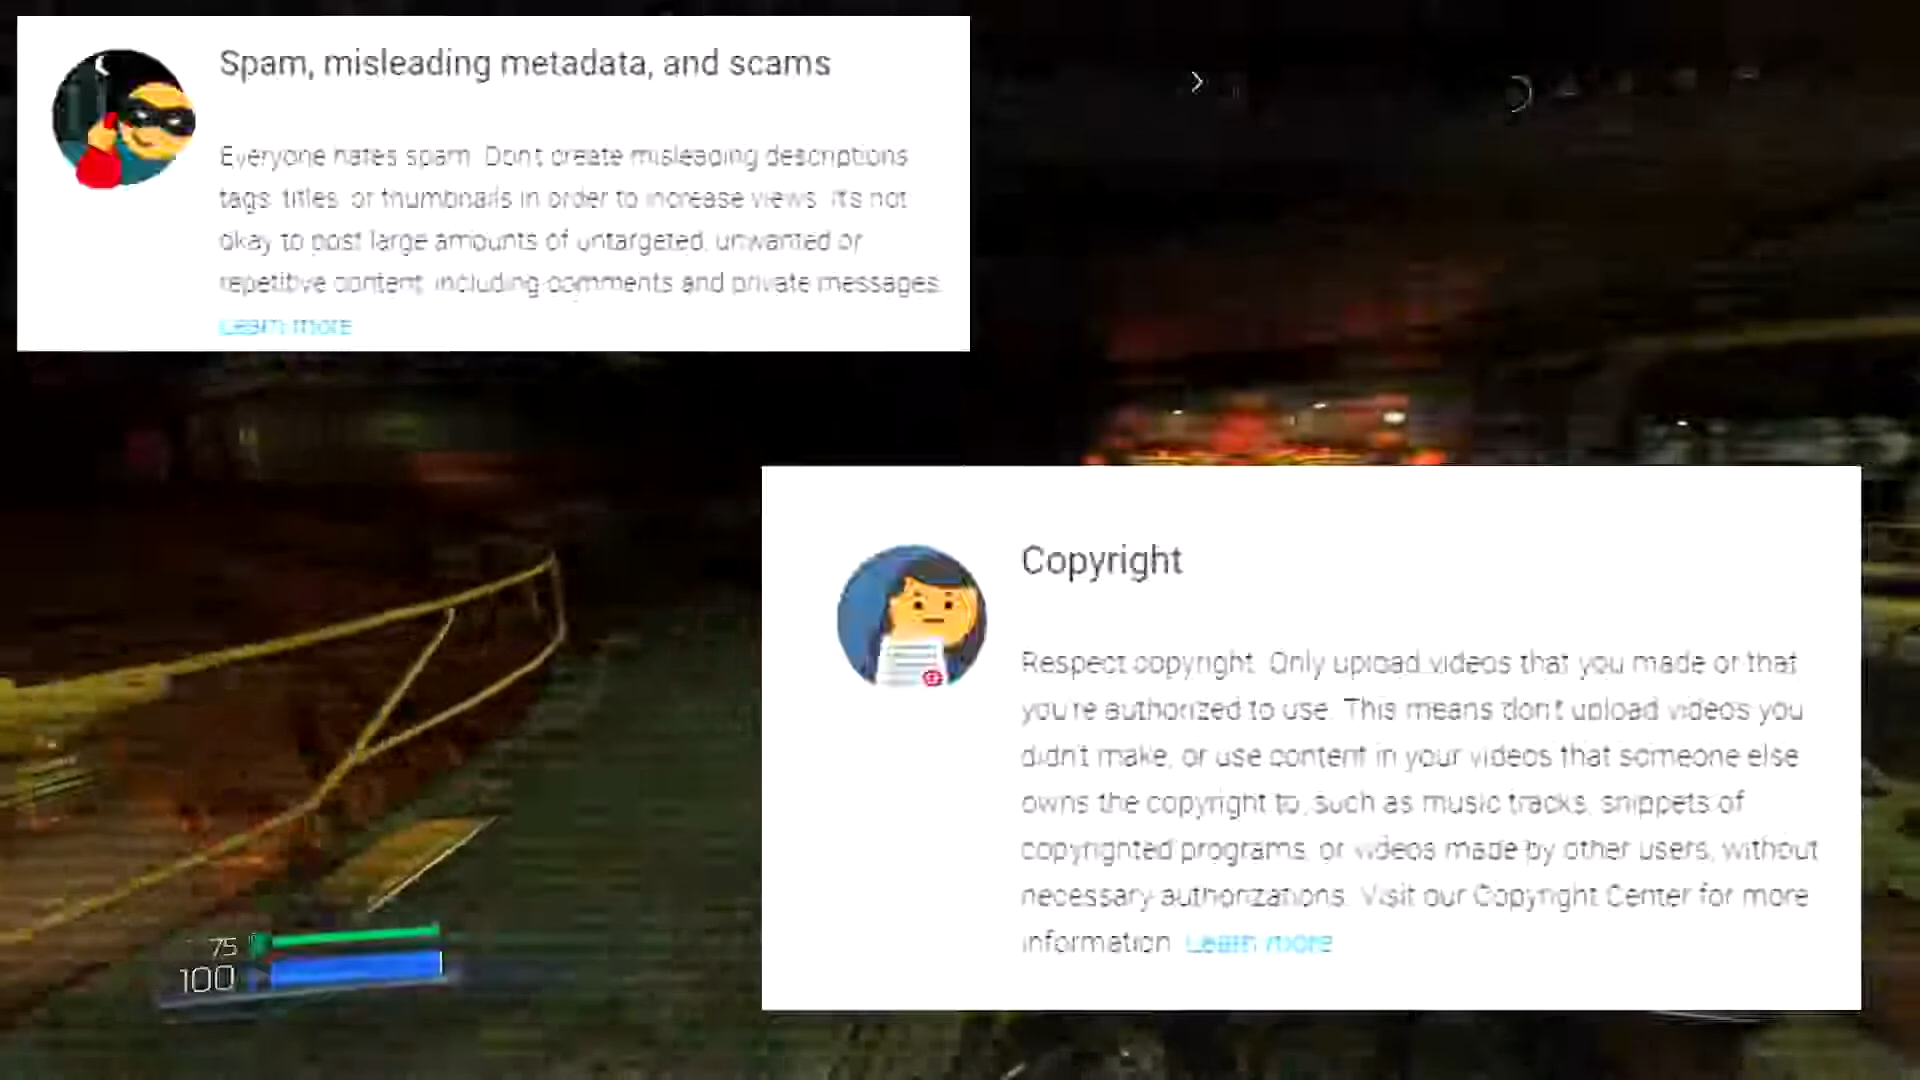 Spam, misleading metadata, and scams
Everyone hates spam. Don't create misleading descriptions,
tags, titles, or thumbnails in order to increase views. It's not
okay to post large amounts of untargeted, unwanted or
repetitive content, including comments and private messages.
Learn more
Copyright
Respect copyright. Only upload videos that you made or that
you're authorized to use. This means don't upload videos you
didn't make, or use content in your videos that someone else
owns the copyright to, such as music tracks, snippets of
copyrighted programs, or videos made by other users, without
necessary authorizations. Visit our Copyright Center for more
information. Learn more
75
100